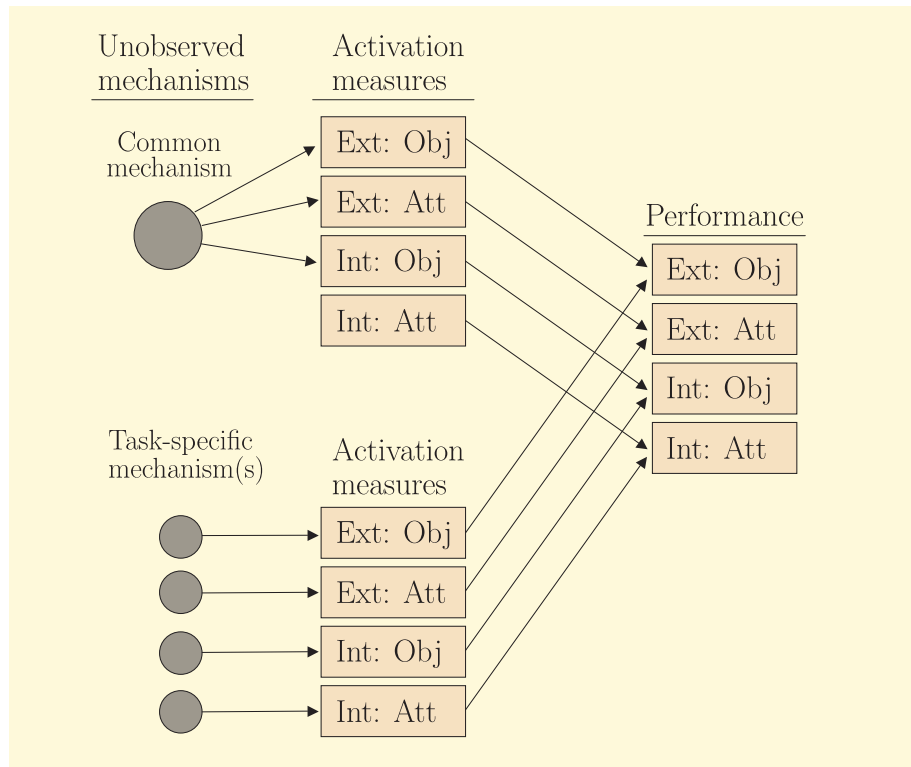 Unobserved
mechanisms
Activation
measures
Common
mechanism
Ext: Obj
Ext: Att
Int: Obj
Int: Att
Performance
Ext: Obj
Ext: Att
Int: Obj
Int: Att
Task-specific
mechanism(s)
Activation
measures
Ext: Obj
Ext: Att
Int: Obj
Int: Att